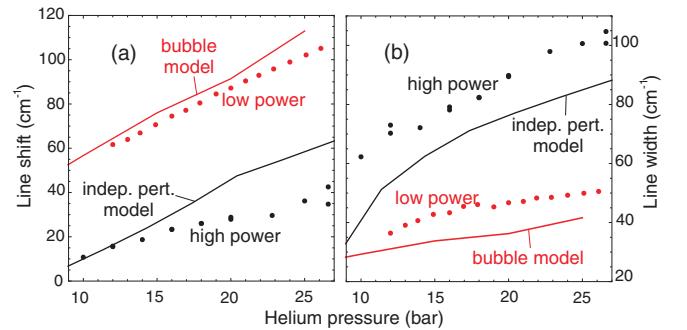 120
100
80
60
40
20
0
Line shift (cm⁻¹)
(a)
bubble
model
low power
indep. pert.
model
high power
10
15
20
25
(b)
high power
indep. pert.
model
low power
bubble model
10
15
20
25
100
80
60
40
20
Line width (cm⁻¹)
Helium pressure (bar)